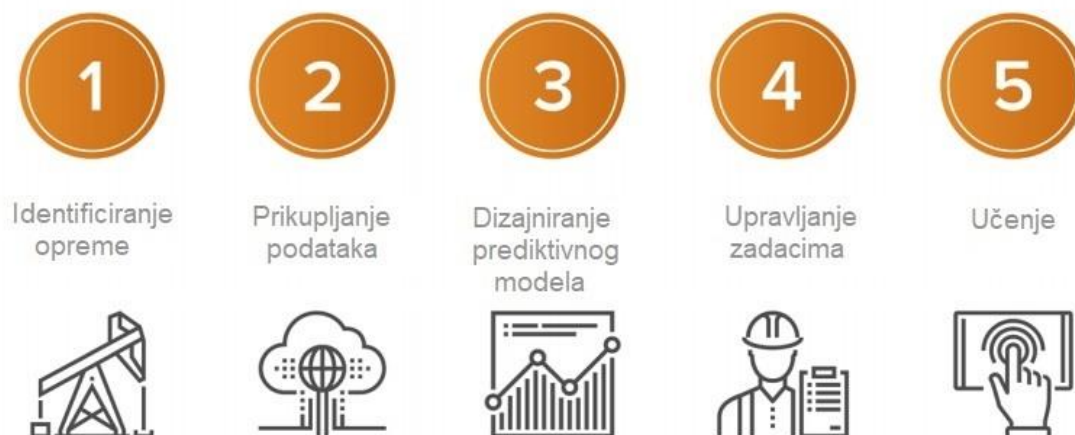 1
2
3
4
5
Identificiranje
opreme
Prikupljanje
podataka
Dizajniranje
prediktivnog
modela
Upravljanje
zadacima
Učenje